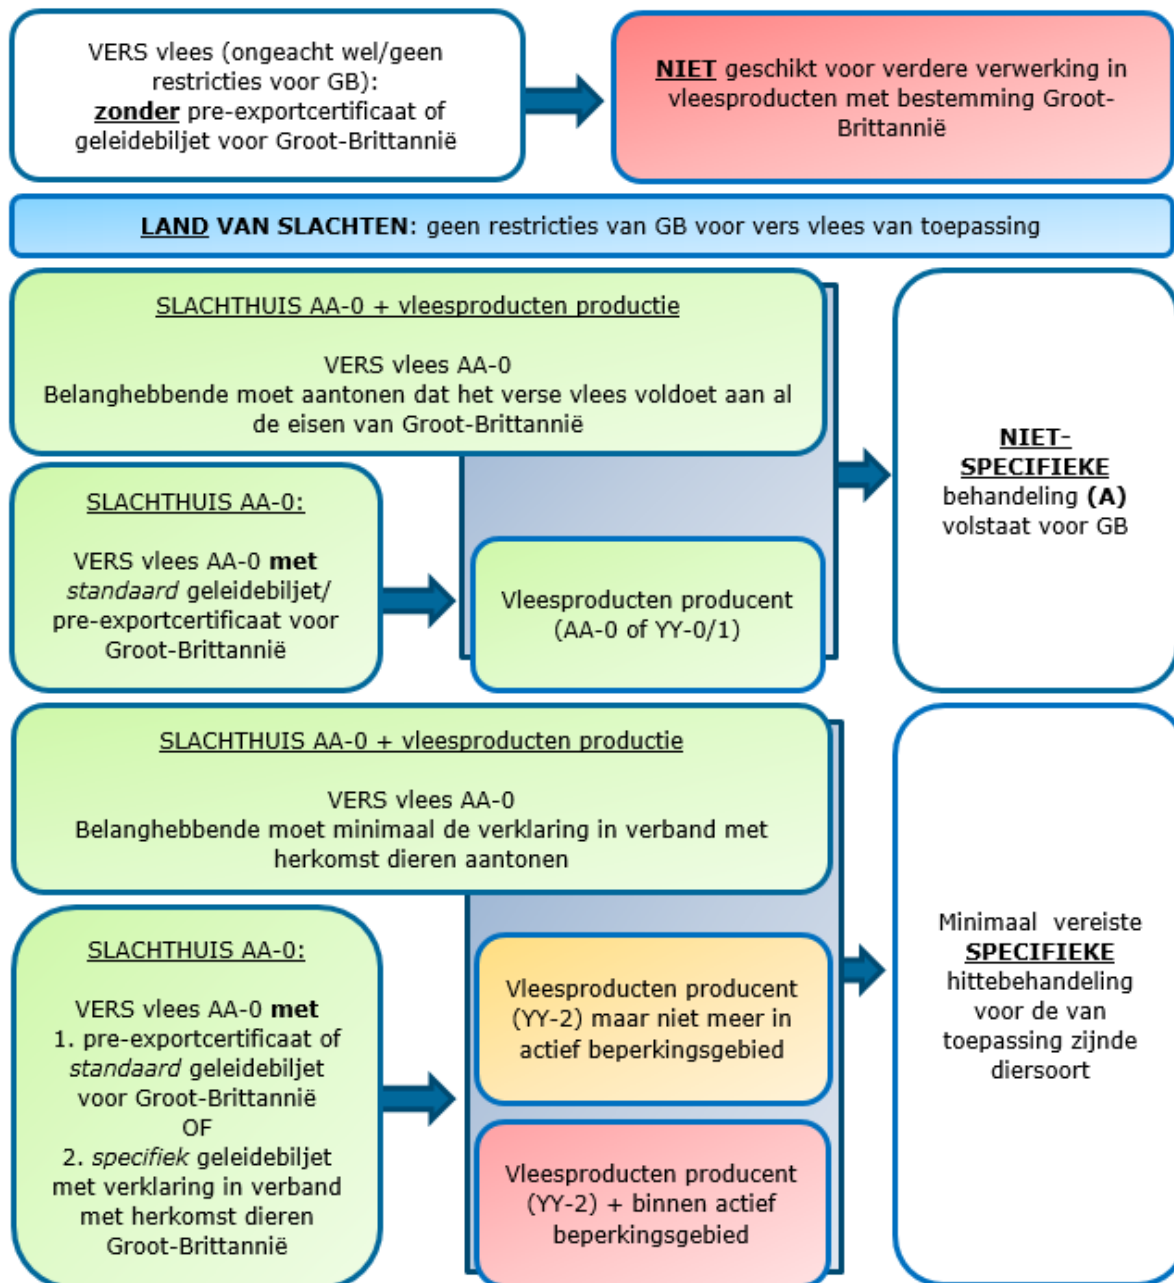 VERS vlees (ongeacht wel/geen
restricties voor GB):
zonder pre-exportcertificaat of
geleidebiljet voor Groot-Brittannië
NIET geschikt voor verdere verwerking in
vleesproducten met bestemming Groot-
Brittannië
LAND VAN SLACHTEN: geen restricties van GB voor vers vlees van toepassing
SLACHTHUIS AA-0 + vleesproducten productie
VERS vlees AA-0
Belanghebbende moet aantonen dat het verse vlees voldoet aan al
de eisen van Groot-Brittannië
SLACHTHUIS AA-0:
VERS vlees AA-0 met
standaard geleidebiljet/
pre-exportcertificaat voor
Groot-Brittannië
Vleesproducten producent
(AA-0 of YY-0/1)
NIET-
SPECIFIEKE
behandeling (A)
volstaat voor GB
SLACHTHUIS AA-0 + vleesproducten productie
VERS vlees AA-0
Belanghebbende moet minimaal de verklaring in verband met
herkomst dieren aantonen
SLACHTHUIS AA-0:
VERS vlees AA-0 met
1. pre-exportcertificaat of
standaard geleidebiljet
voor Groot-Brittannië
OF
2. specifiek geleidebiljet
met verklaring in verband
met herkomst dieren
Groot-Brittannië
Vleesproducten producent
(YY-2) maar niet meer in
actief beperkingsgebied
Vleesproducten producent
(YY-2) + binnen actief
beperkingsgebied
Minimaal vereiste
SPECIFIEKE
hittebehandeling
voor de van
toepassing zijnde
diersoort